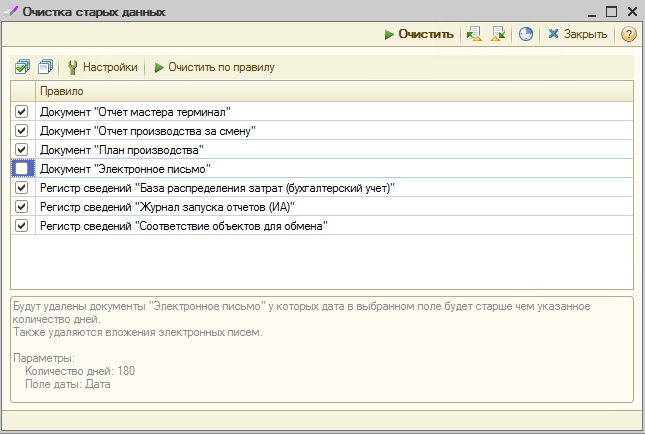 Очистка старых данных
Очистить Закрыть ?
Настройки Очистить по правилу
Правило
Документ "Отчет мастера терминал"
Документ "Отчет производства за смену"
Документ "План производства"
Документ "Электронное письмо"
Регистр сведений "База распределения затрат (бухгалтерский учет)"
Регистр сведений "Журнал запуска отчетов (ИА)"
Регистр сведений "Соответствие объектов для обмена"
Будут удалены документы "Электронное письмо" у которых дата в выбранном поле будет старше чем указанное
количество дней.
Также удаляются вложения электронных писем.
Параметры:
Количество дней: 180
Поле даты: Дата